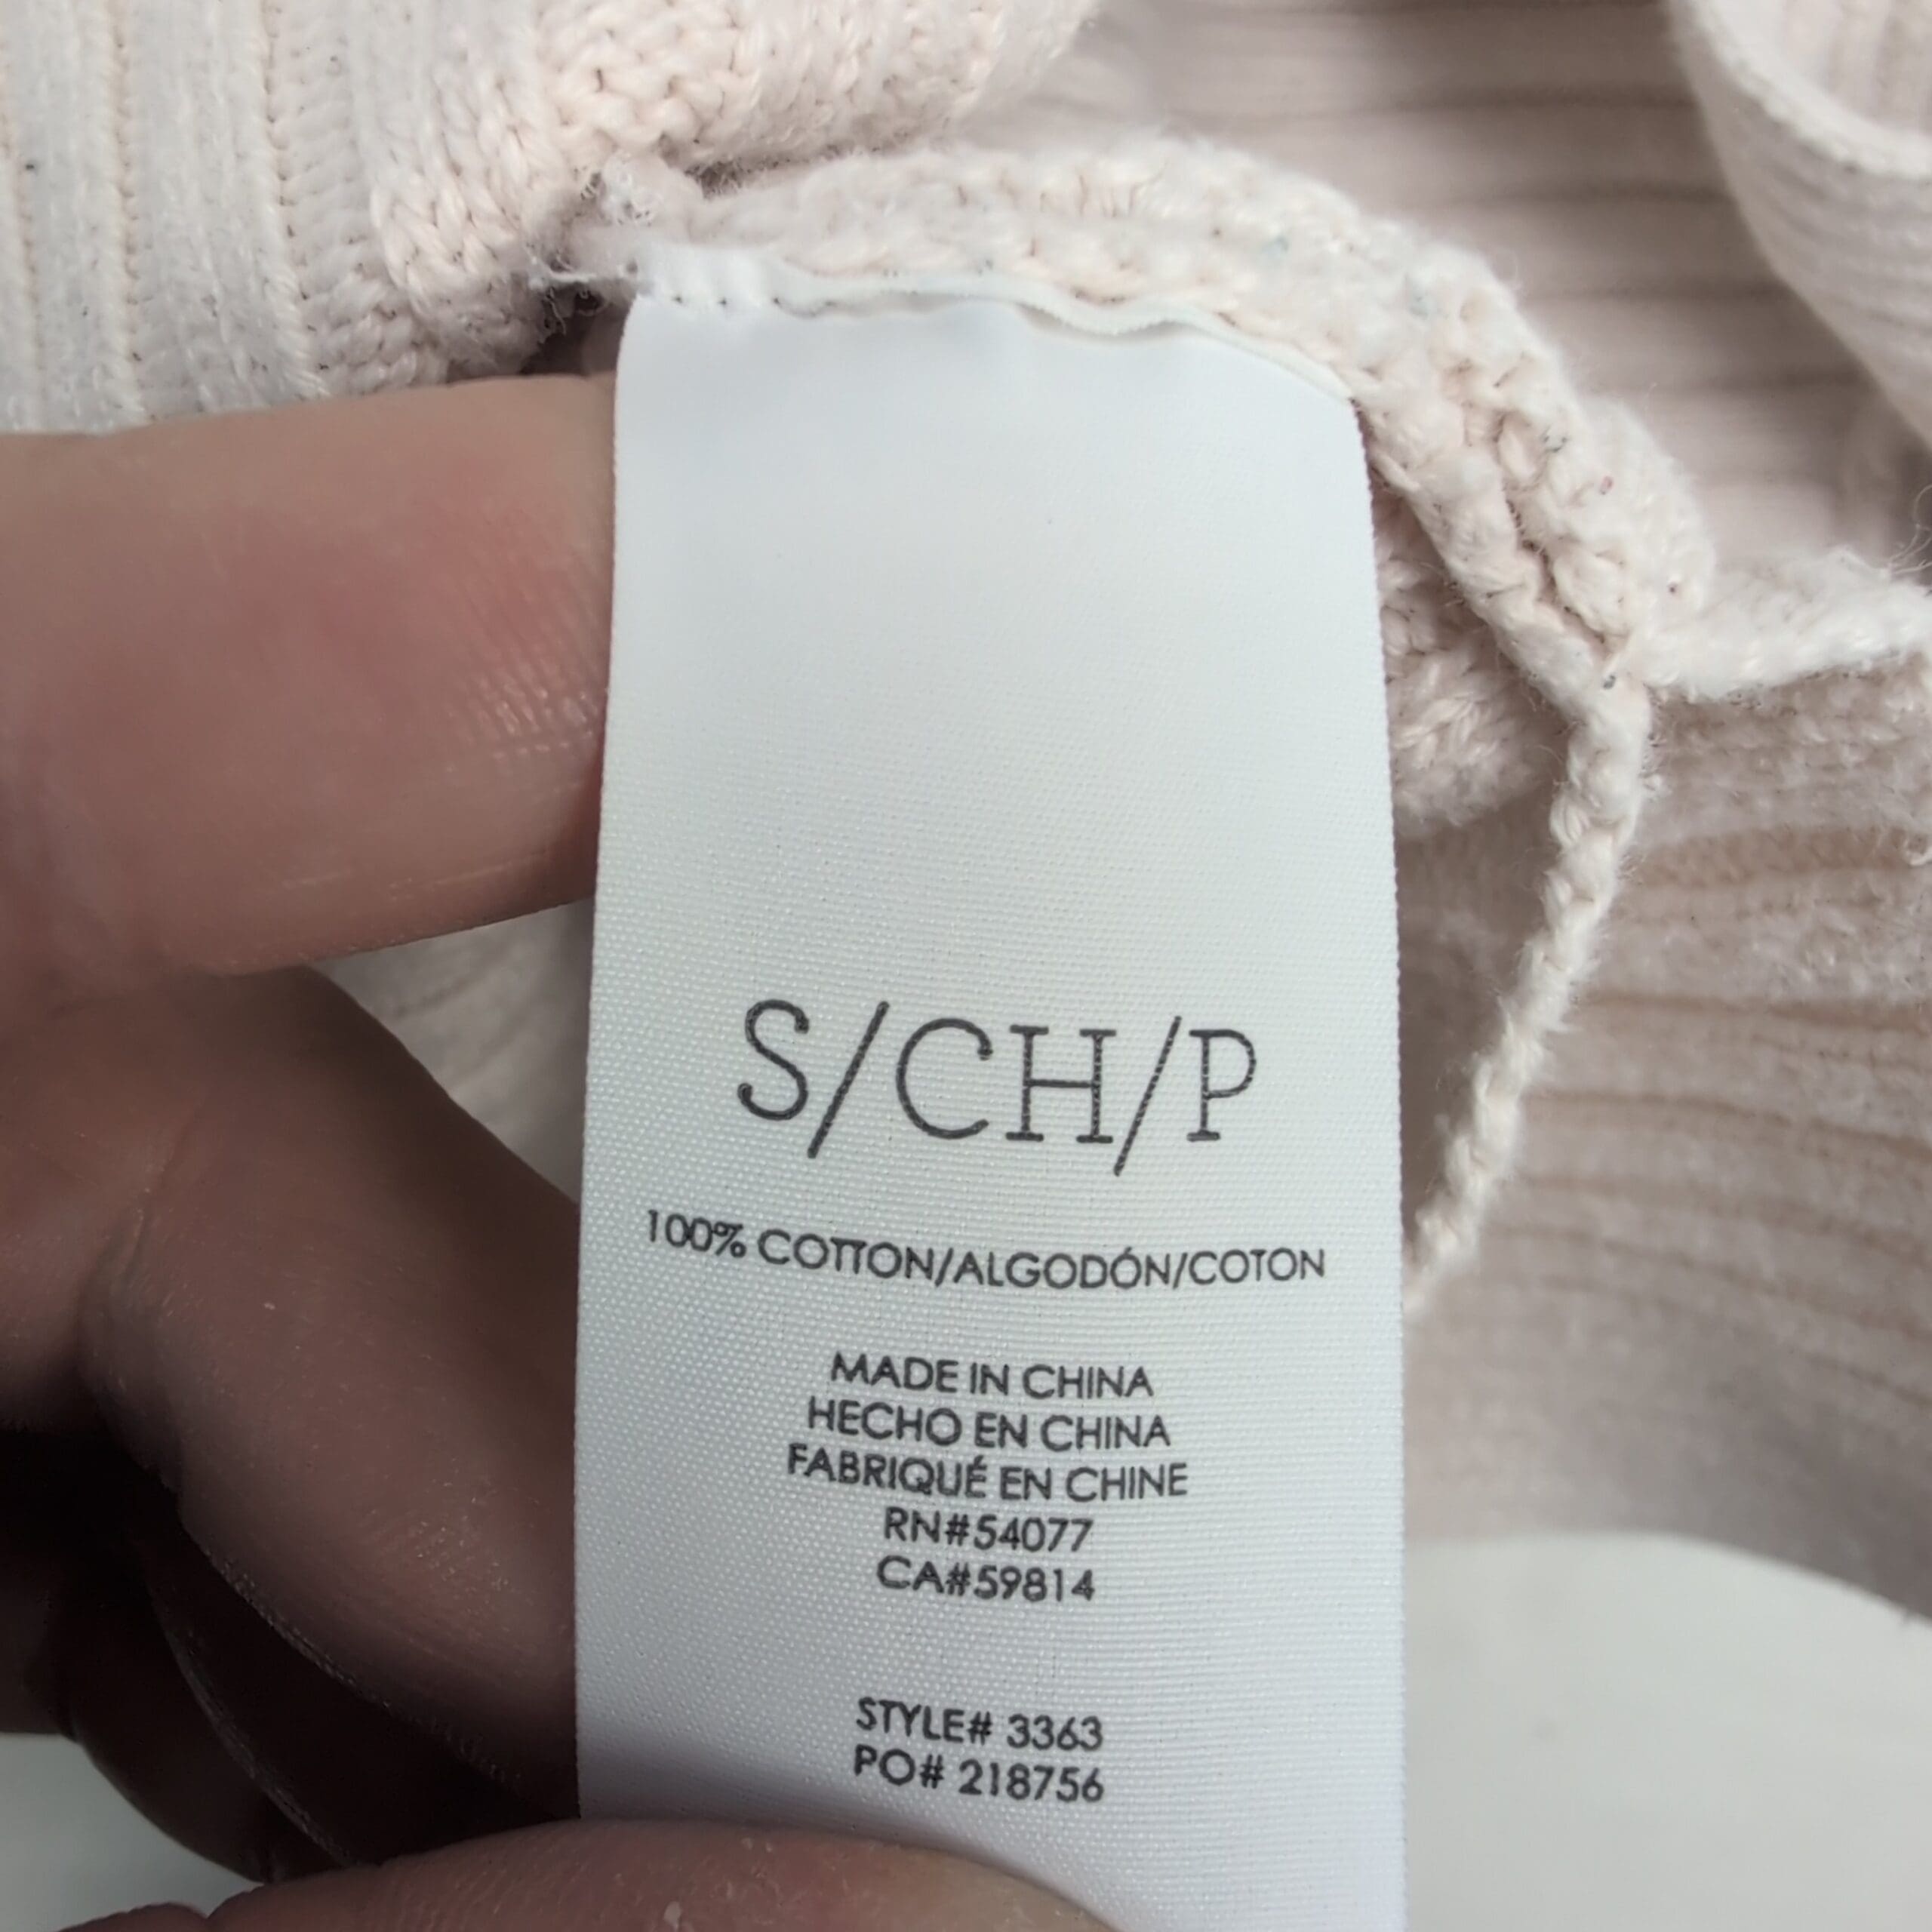 S/CH/P
100% COTTON/ALGODÓN/COTON
MADE IN CHINA
HECHO EN CHINA
FABRIQUÉ EN CHINE
RN#54077
CA#59814
STYLE# 3363
PO# 218756